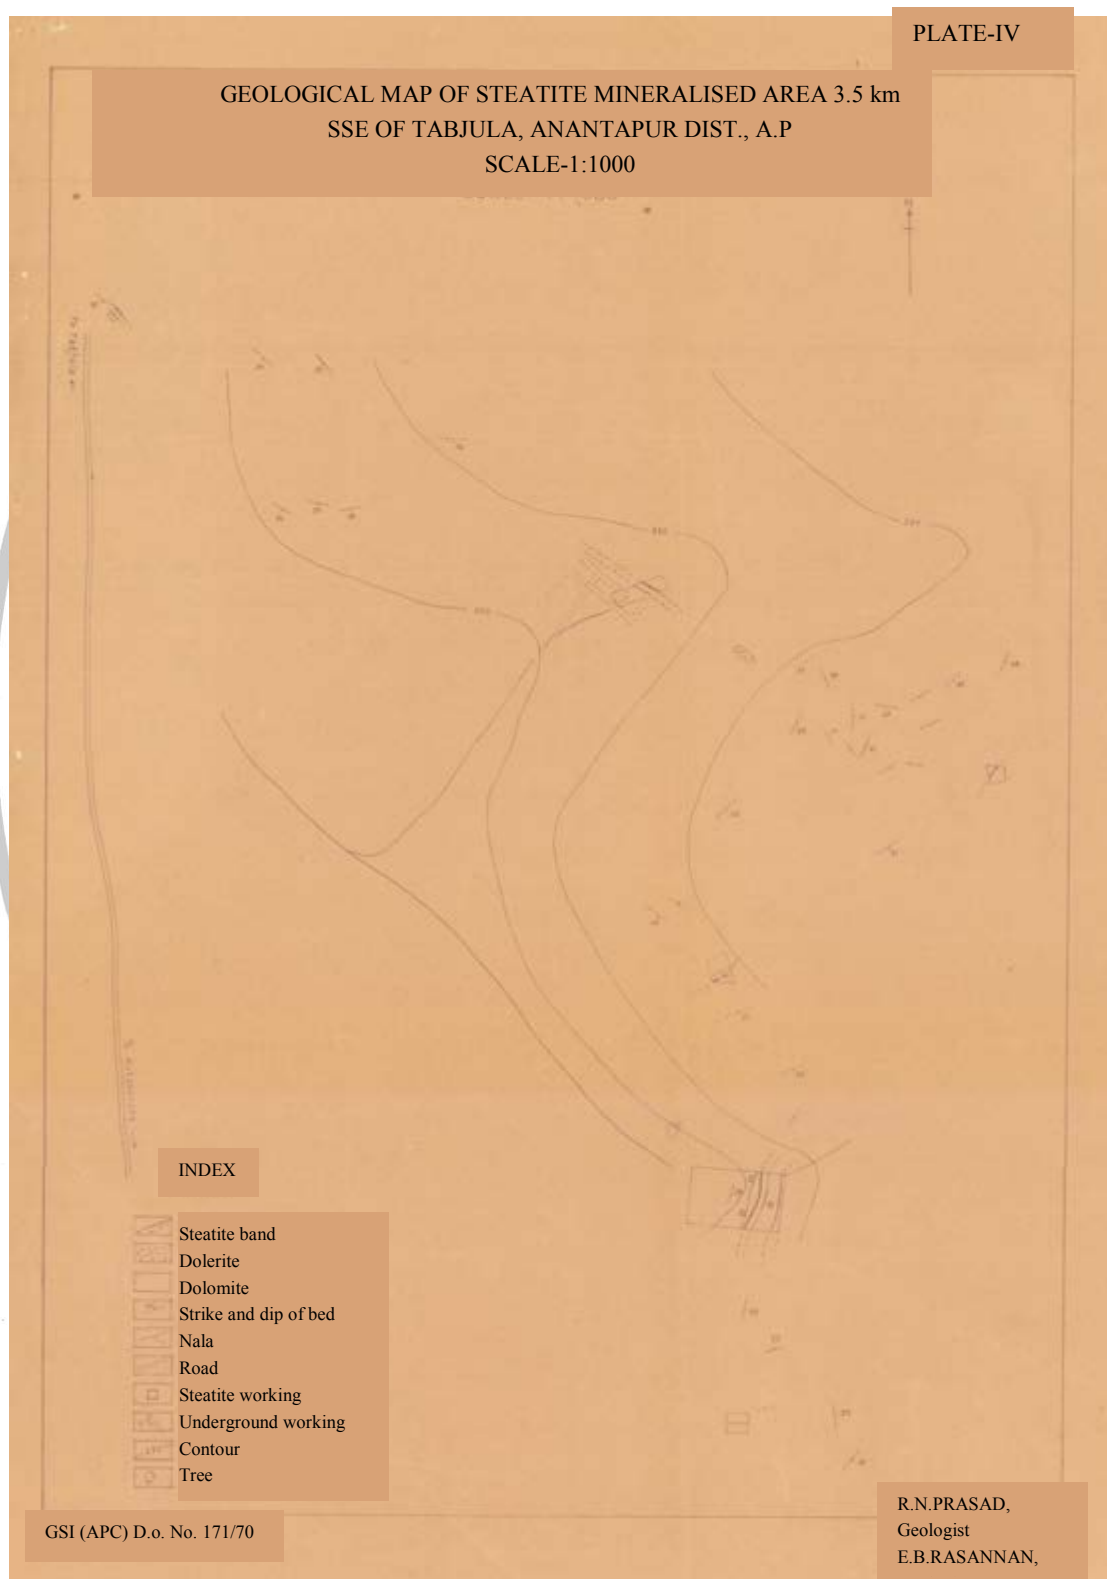 PLATE-IV
GEOLOGICAL MAP OF STEATITE MINERALISED AREA 3.5 km
SSE OF TABJULA, ANANTAPUR DIST., A.P
SCALE-1:1000
INDEX
Steatite band
Dolerite
Dolomite
Strike and dip of bed
Nala
Road
Steatite working
Underground working
Contour
Tree
GSI (APC) D.o. No. 171/70
R.N.PRASAD,
Geologist
E.B.RASANNAN,